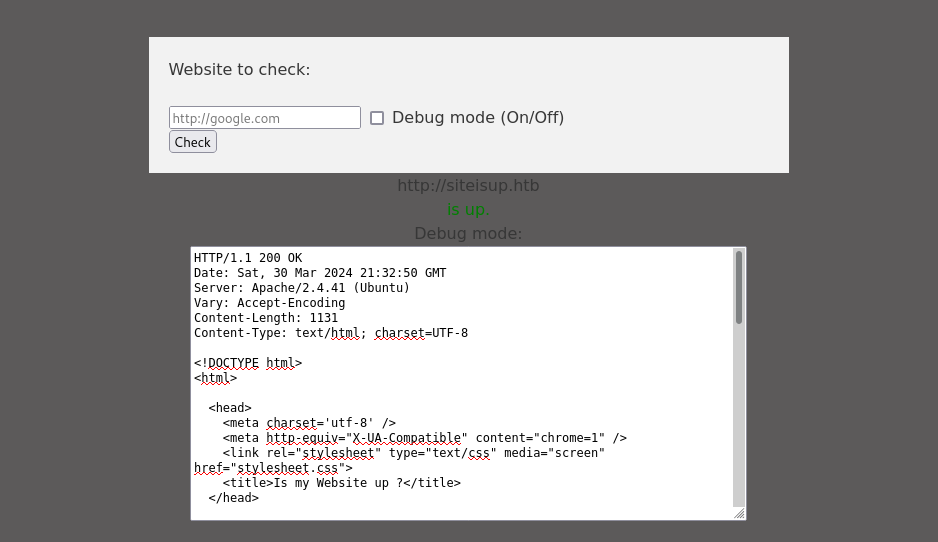 Website to check:
http://google.com
Debug mode (On/Off)
Check
http://siteisup.htb
is up.
Debug mode:
HTTP/1.1 200 OK
Date: Sat, 30 Mar 2024 21:32:50 GMT
Server: Apache/2.4.41 (Ubuntu)
Vary: Accept-Encoding
Content-Length: 1131
Content-Type: text/html; charset=UTF-8

<!DOCTYPE html>
<html>

  <head>
    <meta charset='utf-8' />
    <meta http-equiv="X-UA-Compatible" content="chrome=1" />
    <link rel="stylesheet" type="text/css" media="screen"
href="stylesheet.css">
    <title>Is my Website up ?</title>
  </head>